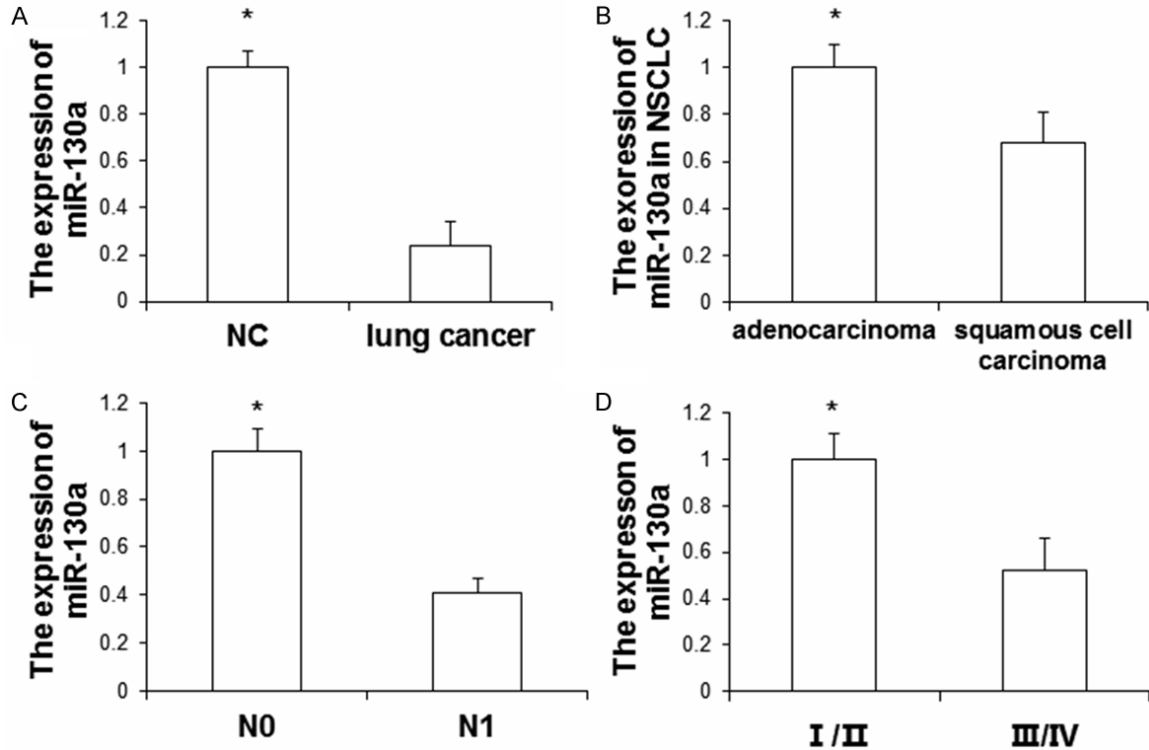 A
The expression of
miR-130a
1.2
1
0.8
0.6
0.4
0.2
0
*
NC
lung cancer
B
The exoression of
miR-130a in NSCLC
1.2
1
0.8
0.6
0.4
0.2
0
*
adenocarcinoma
squamous cell
carcinoma
C
The expression of
miR-130a
1.2
1
0.8
0.6
0.4
0.2
0
*
N0
N1
D
The expresson of
miR-130a
1.2
1
0.8
0.6
0.4
0.2
0
*
Ⅰ/Ⅱ
Ⅲ/Ⅳ